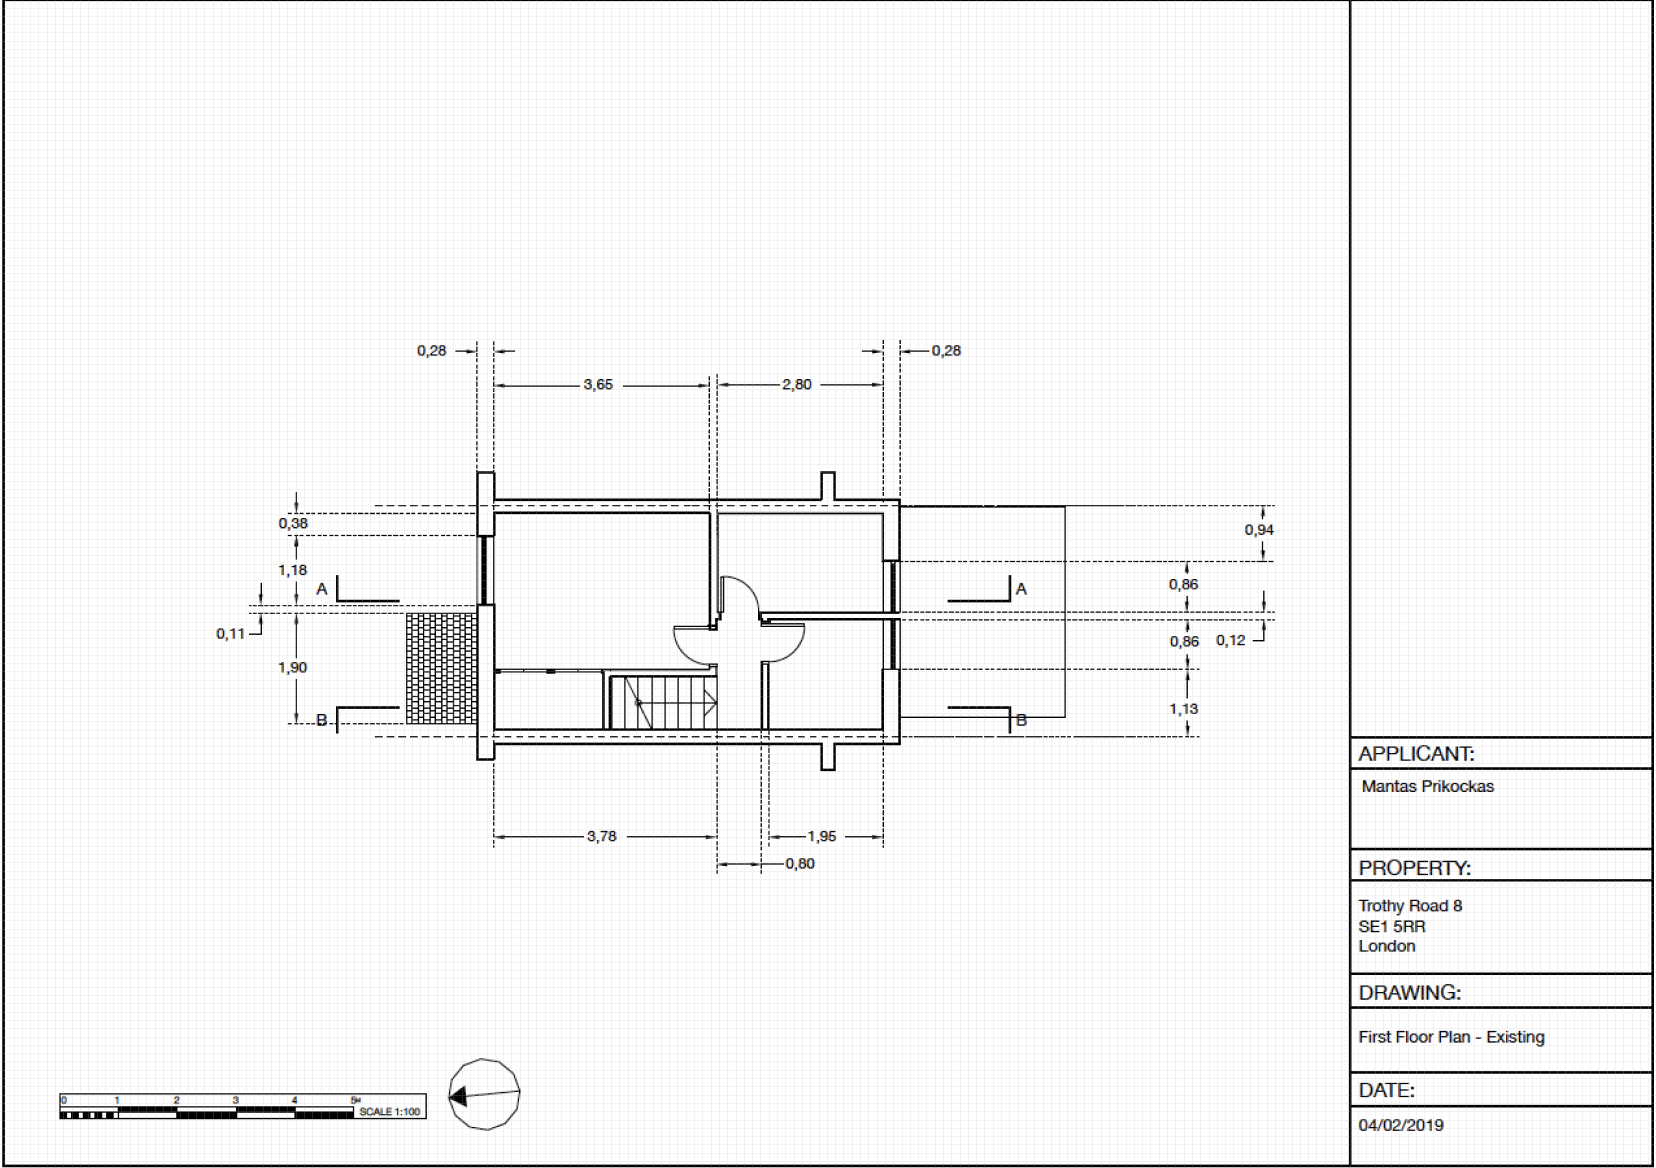 0,28
0,28
3,65
2,80
0,38
0,94
1,18
0,86
A
A
0,11
0,86
0,12
1,90
1,13
B
B
3,78
1,95
0,80
APPLICANT:
Mantas Prikockas
PROPERTY:
Trothy Road 8
SE1 5RR
London
DRAWING:
First Floor Plan - Existing
DATE:
04/02/2019
0 1 2 3 4 5M
SCALE 1:100